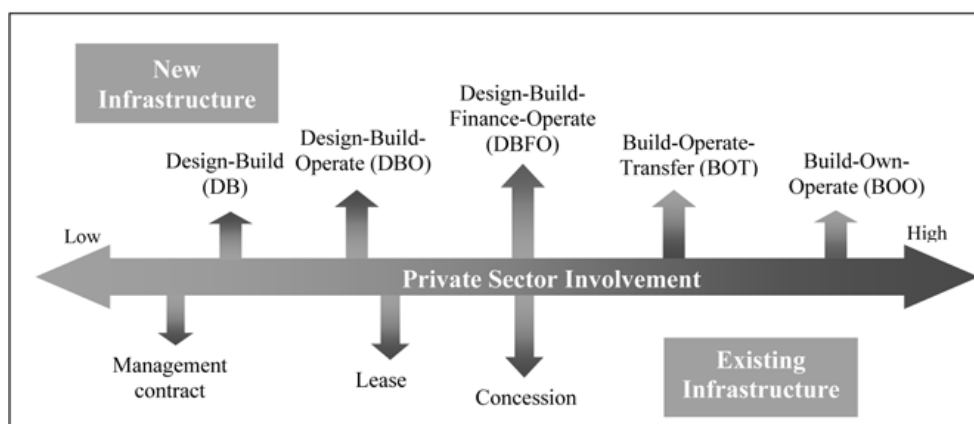 New
Infrastructure
Design-Build
(DB)
Design-Build-
Operate (DBO)
Design-Build-
Finance-Operate
(DBFO)
Build-Operate-
Transfer (BOT)
Build-Own-
Operate (BOO)
Low
High
Private Sector Involvement
Management
contract
Lease
Concession
Existing
Infrastructure